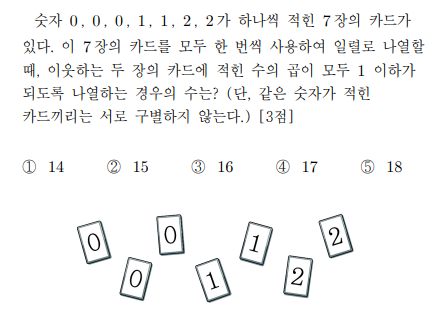 숫자 0, 0, 0, 1, 1, 2, 2가 하나씩 적힌 7장의 카드가
있다. 이 7장의 카드를 모두 한 번씩 사용하여 일렬로 나열할
때, 이웃하는 두 장의 카드에 적힌 수의 곱이 모두 1 이하가
되도록 나열하는 경우의 수는? (단, 같은 숫자가 적힌
카드끼리는 서로 구별하지 않는다.) [3점]
① 14 ② 15 ③ 16 ④ 17 ⑤ 18
0 0 1 2
0 1 2